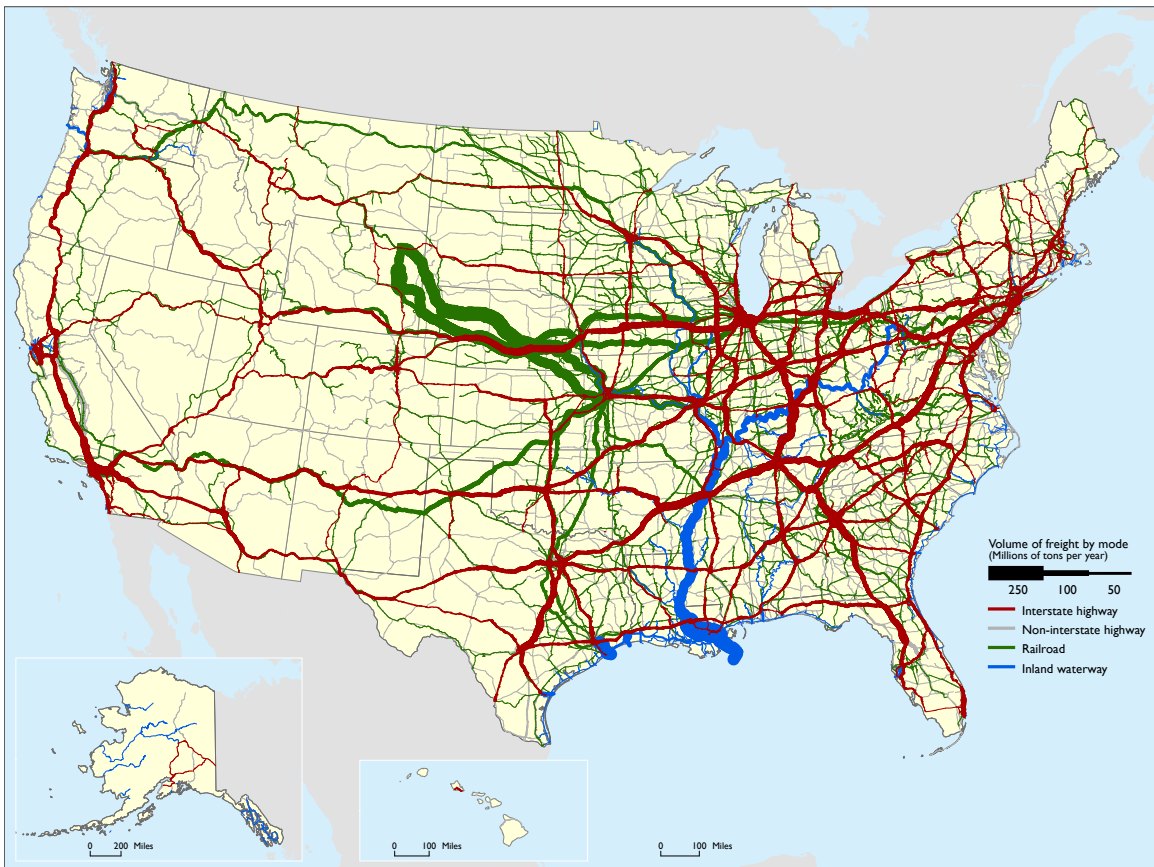 Volume of freight by mode
(Millions of tons per year)
250 125 50
Interstate highway
Non-interstate highway
Railroad
Inland waterway
0 200 Miles
0 100 Miles
0 100 Miles